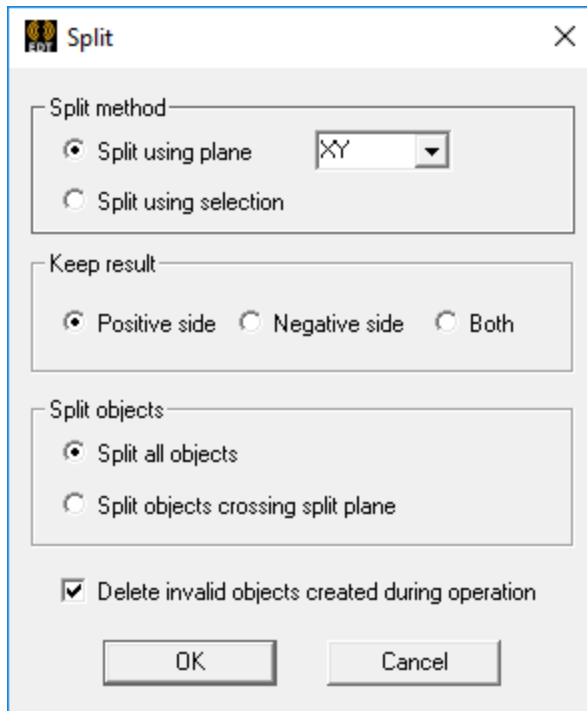 EDT
Split
Split method
Split using plane
XY
Split using selection
Keep result
Positive side
Negative side
Both
Split objects
Split all objects
Split objects crossing split plane
Delete invalid objects created during operation
OK
Cancel